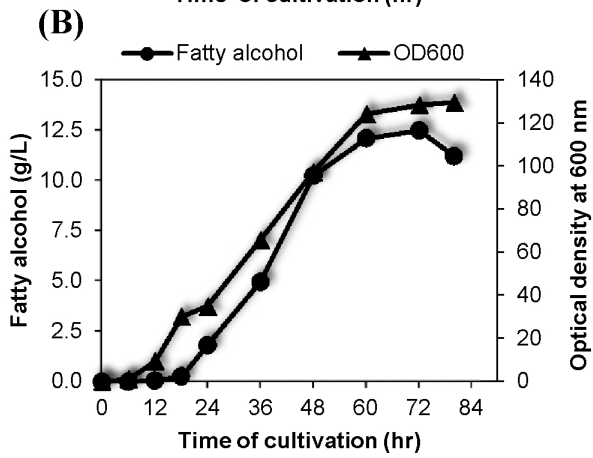 Time of cultivation (hr)
(B)
Fatty alcohol OD600
15.0 140
12.5 120
10.0 100
7.5 80
5.0 60
2.5 40
0.0 20
0
0 12 24 36 48 60 72 84
Time of cultivation (hr)
Fatty alcohol (g/L)
Optical density at 600 nm